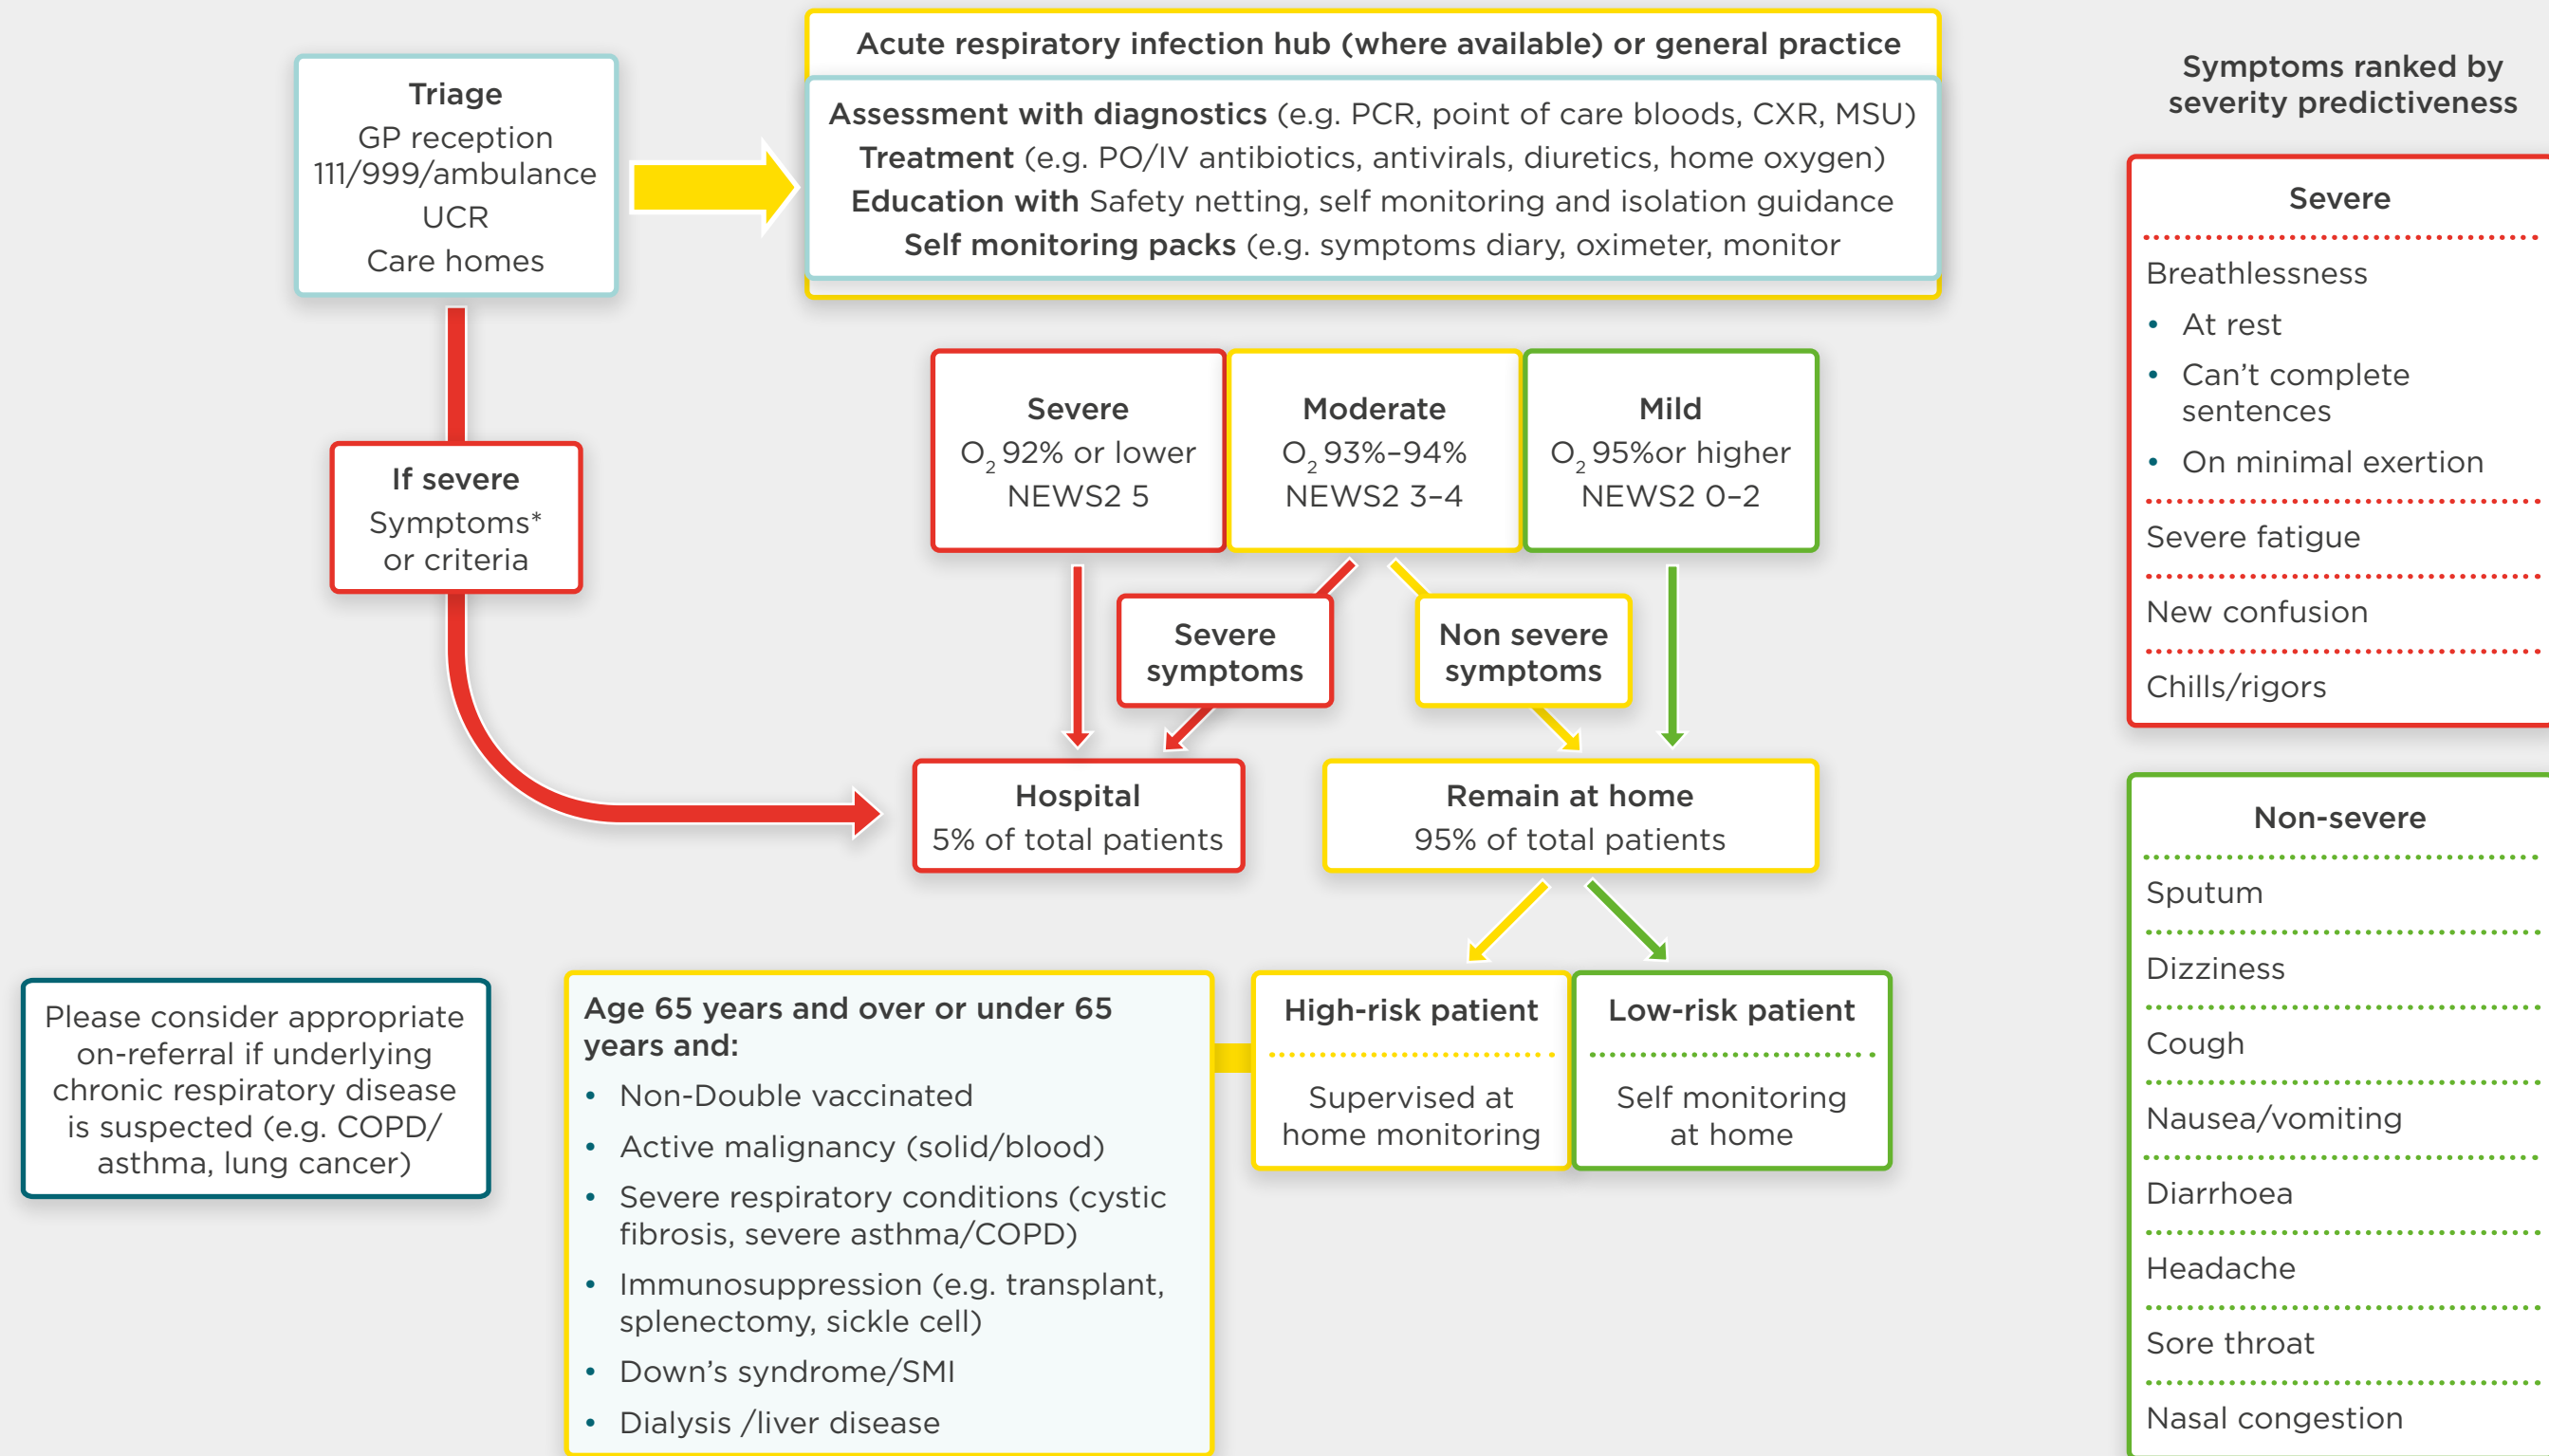 Triage
GP reception
111/999/ambulance
UCR
Care homes
Acute respiratory infection hub (where available) or general practice
Assessment with diagnostics (e.g. PCR, point of care bloods, CXR, MSU)
Treatment (e.g. PO/IV antibiotics, antivirals, diuretics, home oxygen)
Education with Safety netting, self monitoring and isolation guidance
Self monitoring packs (e.g. symptoms diary, oximeter, monitor
If severe
Symptoms*
or criteria
Severe
O2 92% or lower
NEWS2 5
Moderate
O2 93%–94%
NEWS2 3–4
Mild
O2 95%or higher
NEWS2 0–2
Severe
symptoms
Non severe
symptoms
Hospital
5% of total patients
Remain at home
95% of total patients
Please consider appropriate
on-referral if underlying
chronic respiratory disease
is suspected (e.g. COPD/
asthma, lung cancer)
Age 65 years and over or under 65
years and:
• Non-Double vaccinated
• Active malignancy (solid/blood)
• Severe respiratory conditions (cystic
fibrosis, severe asthma/COPD)
• Immunosuppression (e.g. transplant,
splenectomy, sickle cell)
• Down's syndrome/SMI
• Dialysis /liver disease
High-risk patient
Supervised at
home monitoring
Low-risk patient
Self monitoring
at home
Symptoms ranked by
severity predictiveness
Severe
Breathlessness
• At rest
• Can't complete
sentences
• On minimal exertion
Severe fatigue
New confusion
Chills/rigors
Non-severe
Sputum
Dizziness
Cough
Nausea/vomiting
Diarrhoea
Headache
Sore throat
Nasal congestion